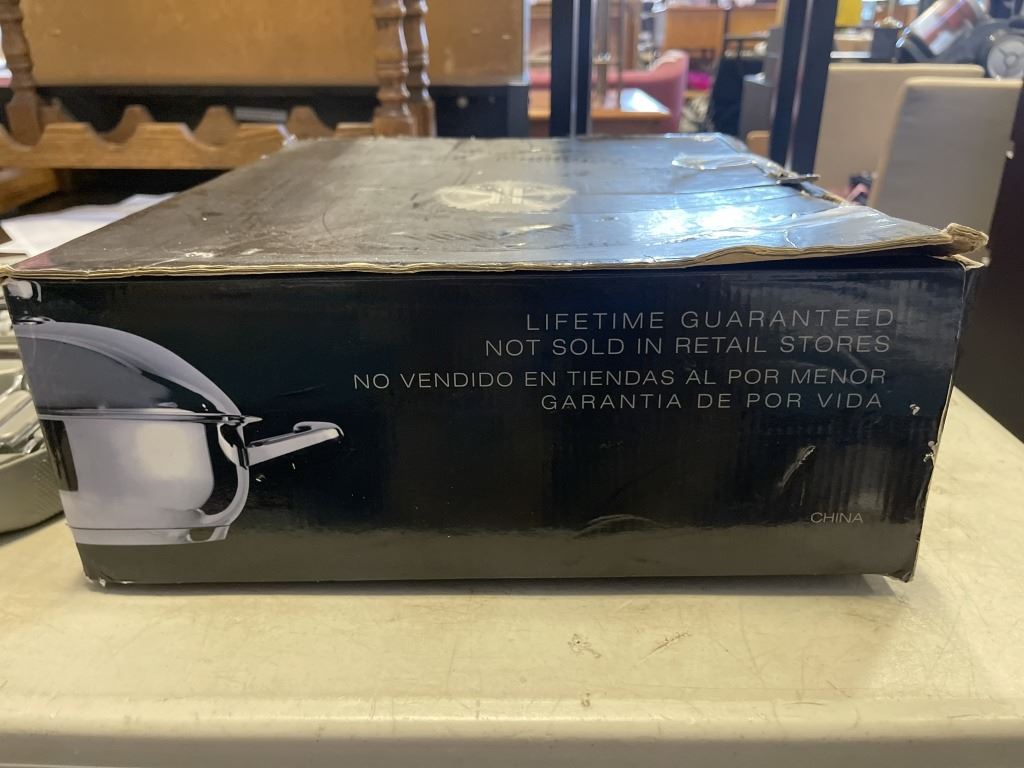 LIFETIME GUARANTEED
NOT SOLD IN RETAIL STORES
NO VENDIDO EN TIENDAS AL POR MENOR
GARANTIA DE POR VIDA
CHINA